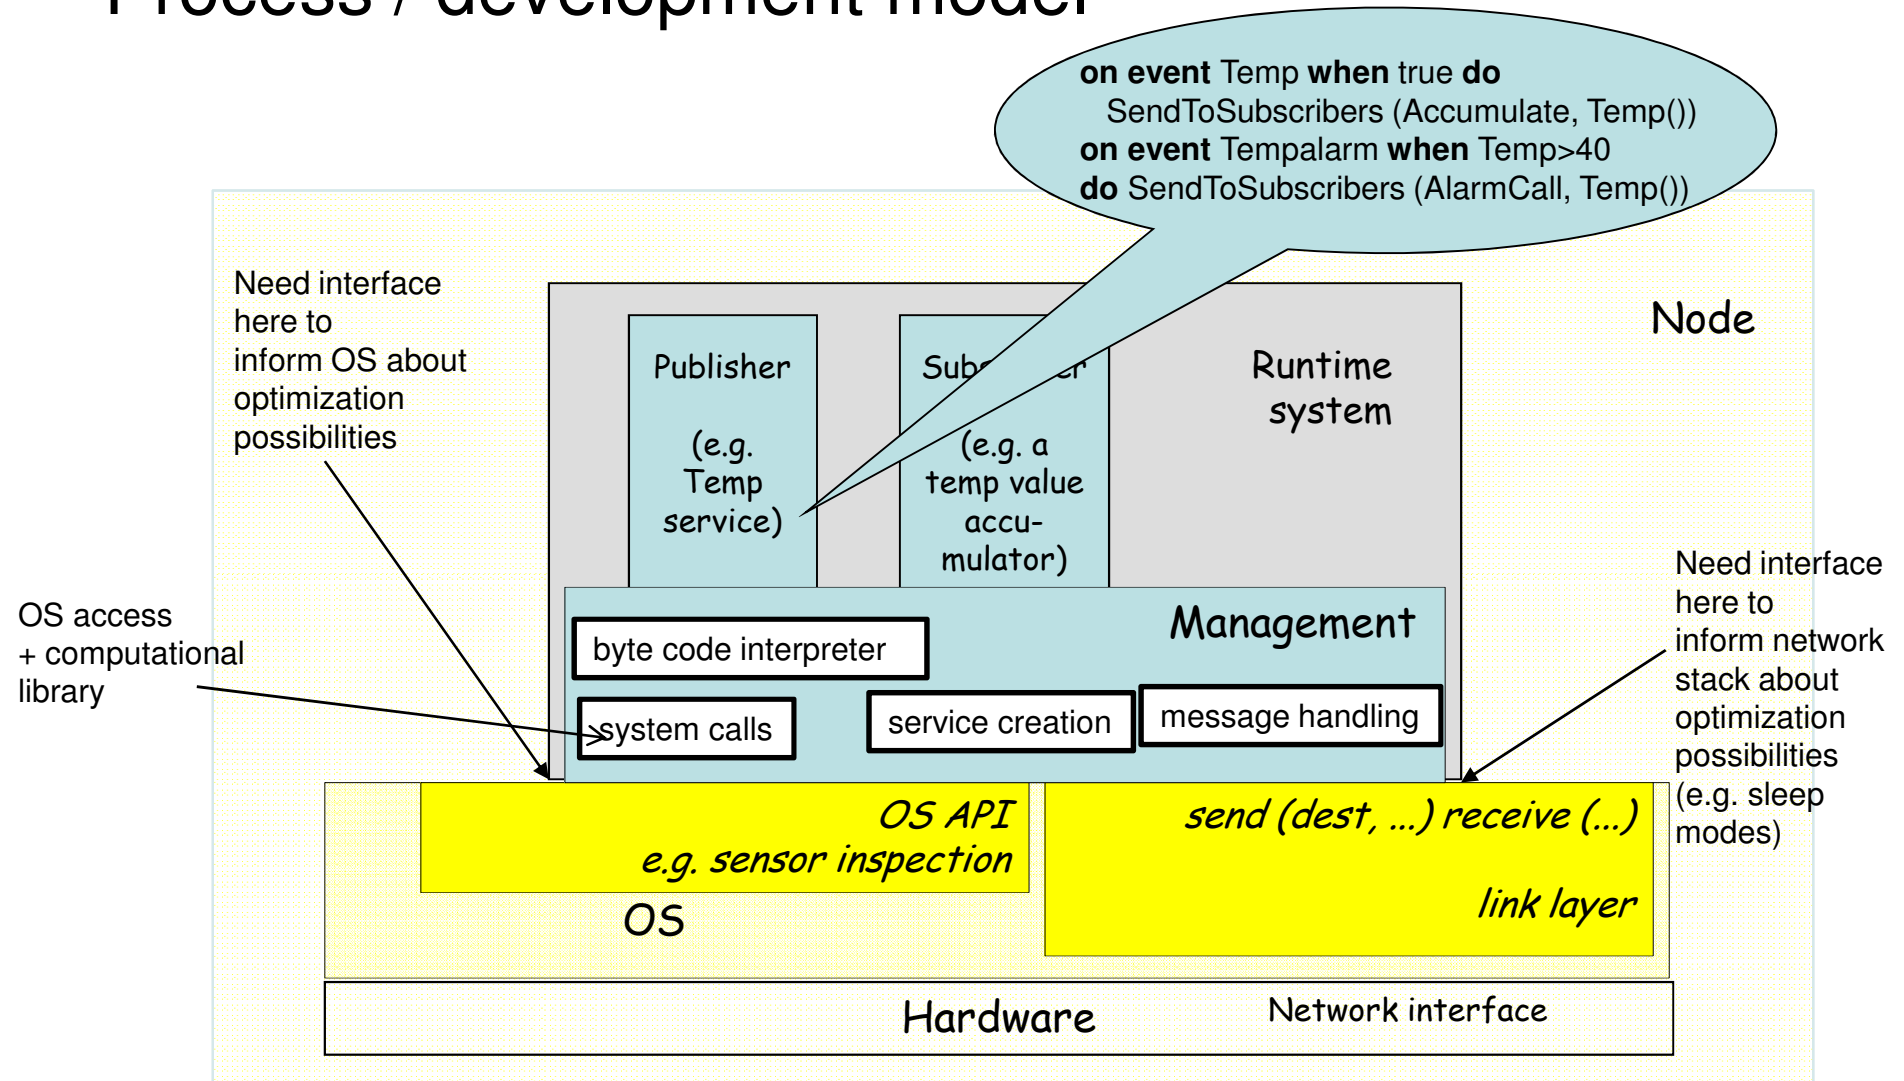 Process / development model
on event Temp when true do
SendToSubscribers (Accumulate, Temp())
on event Tempalarm when Temp>40
do SendToSubscribers (AlarmCall, Temp())
Need interface
here to
inform OS about
optimization
possibilities
Node
Publisher
(e.g.
Temp
service)
(e.g. a
temp value
accu-
mulator)
Runtime
system
OS access
+ computational
library
Need interface
here to
inform network
stack about
optimization
possibilities
(e.g. sleep
modes)
Management
byte code interpreter
system calls
service creation
message handling
OS API
e.g. sensor inspection
OS
send (dest, ...) receive (...)
link layer
Hardware
Network interface